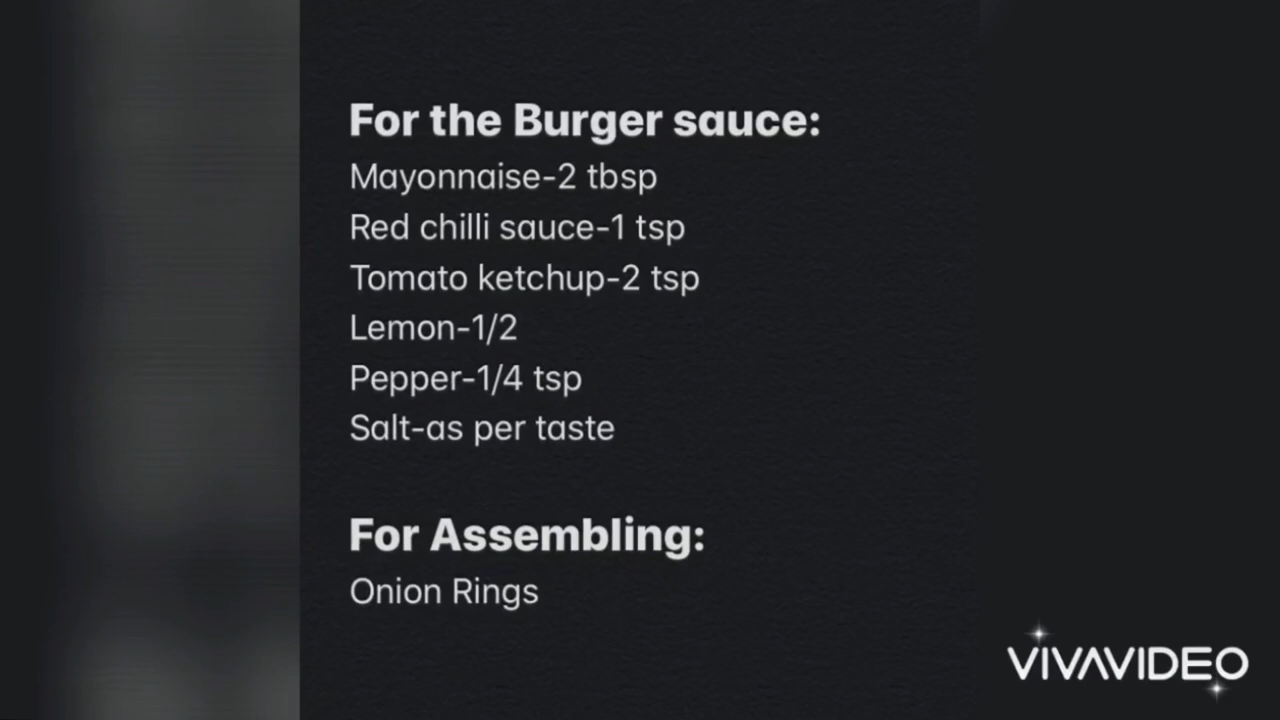 For the Burger sauce:
Mayonnaise-2 tbsp
Red chilli sauce-1 tsp
Tomato ketchup-2 tsp
Lemon-1/2
Pepper-1/4 tsp
Salt-as per taste
For Assembling:
Onion Rings
VIVAVIDEO